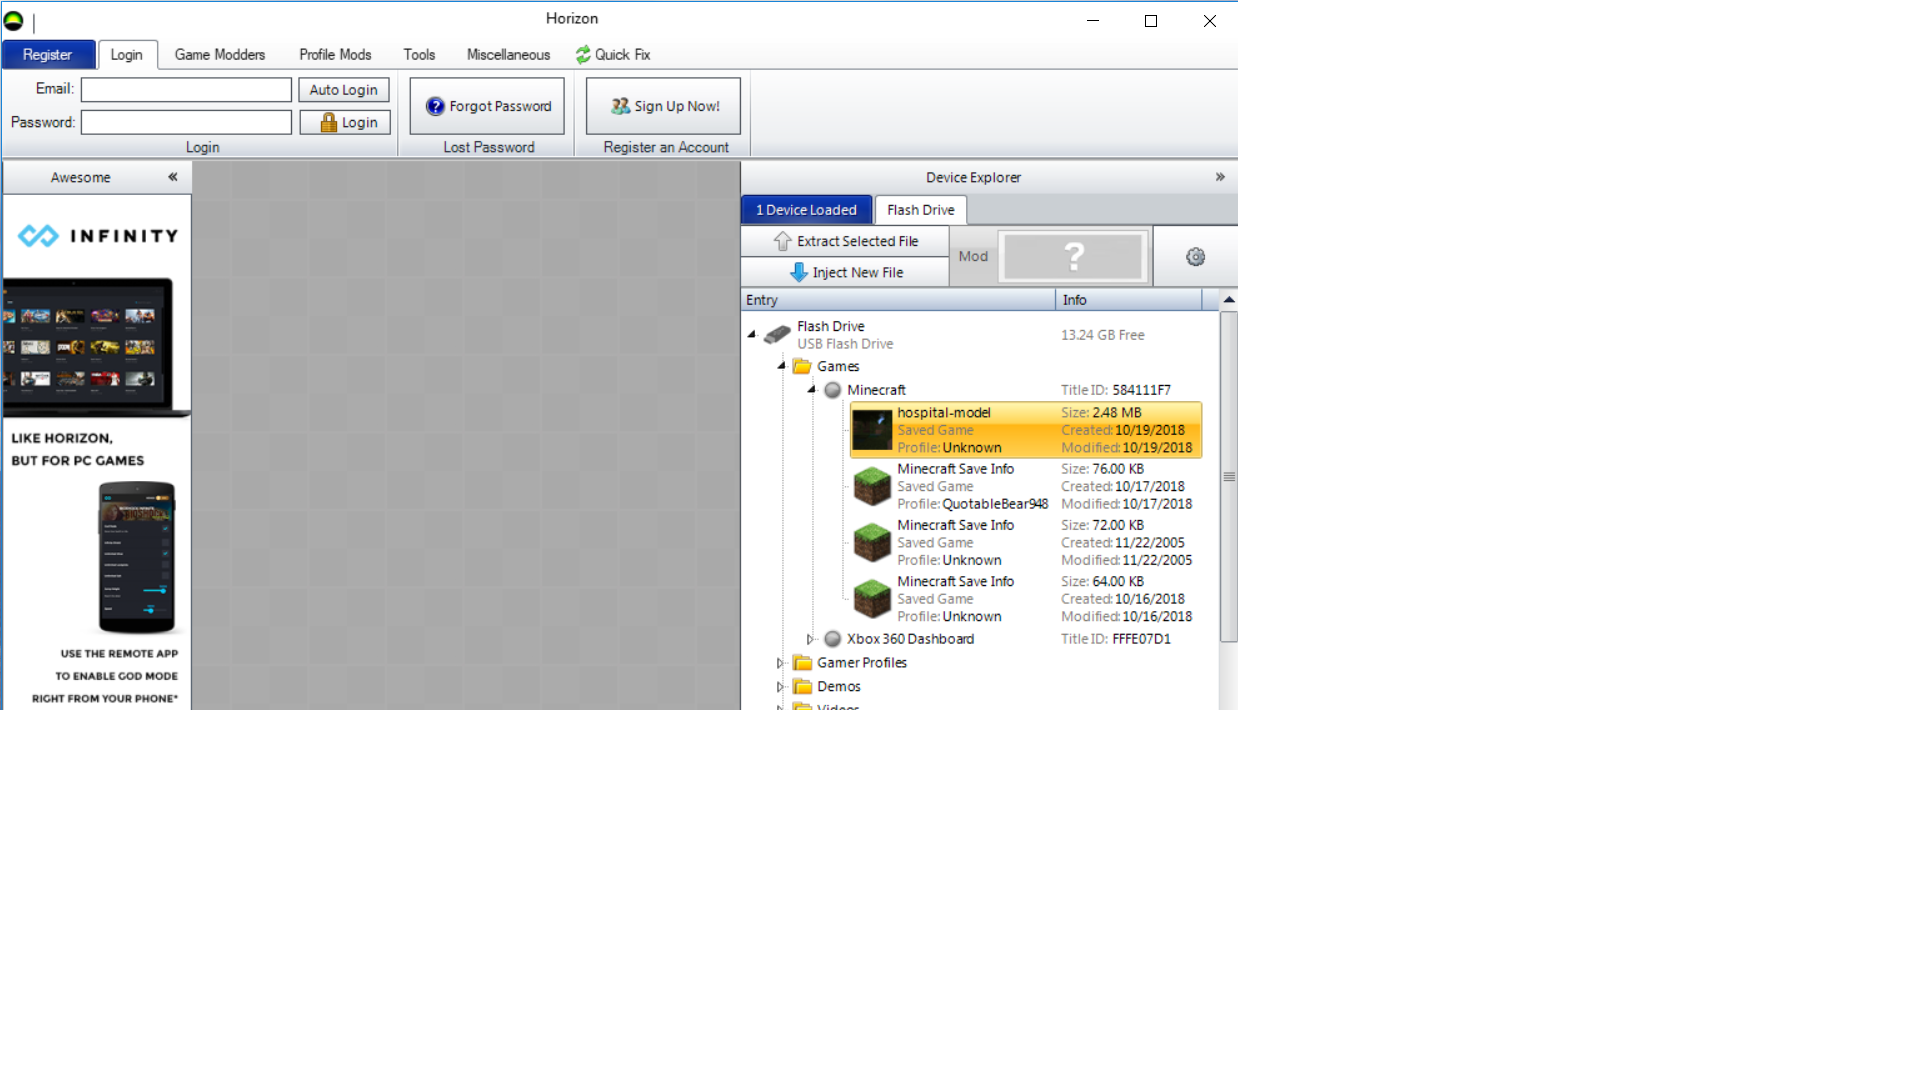 Horizon
Register
Login
Game Modders
Profile Mods
Tools
Miscellaneous
Quick Fix
Email:
Auto Login
Password:
Login
Login
Forgot Password
Lost Password
Sign Up Now!
Register an Account
Awesome
«
INFINITY
LIKE HORIZON,
BUT FOR PC GAMES
USE THE REMOTE APP
TO ENABLE GOD MODE
RIGHT FROM YOUR PHONE*
Device Explorer
»
1 Device Loaded
Flash Drive
Extract Selected File
Inject New File
Mod
?
Entry
Info
Flash Drive
USB Flash Drive
13.24 GB Free
Games
Minecraft
Title ID: 584111F7
hospital-model
Size: 2.48 MB
Saved Game
Created: 10/19/2018
Profile: Unknown
Modified: 10/19/2018
Minecraft Save Info
Size: 76.00 KB
Saved Game
Created: 10/17/2018
Profile: QuotableBear948
Modified: 10/17/2018
Minecraft Save Info
Size: 72.00 KB
Saved Game
Created: 11/22/2005
Profile: Unknown
Modified: 11/22/2005
Minecraft Save Info
Size: 64.00 KB
Saved Game
Created: 10/16/2018
Profile: Unknown
Modified: 10/16/2018
Xbox 360 Dashboard
Title ID: FFFE07D1
Gamer Profiles
Demos
Videos